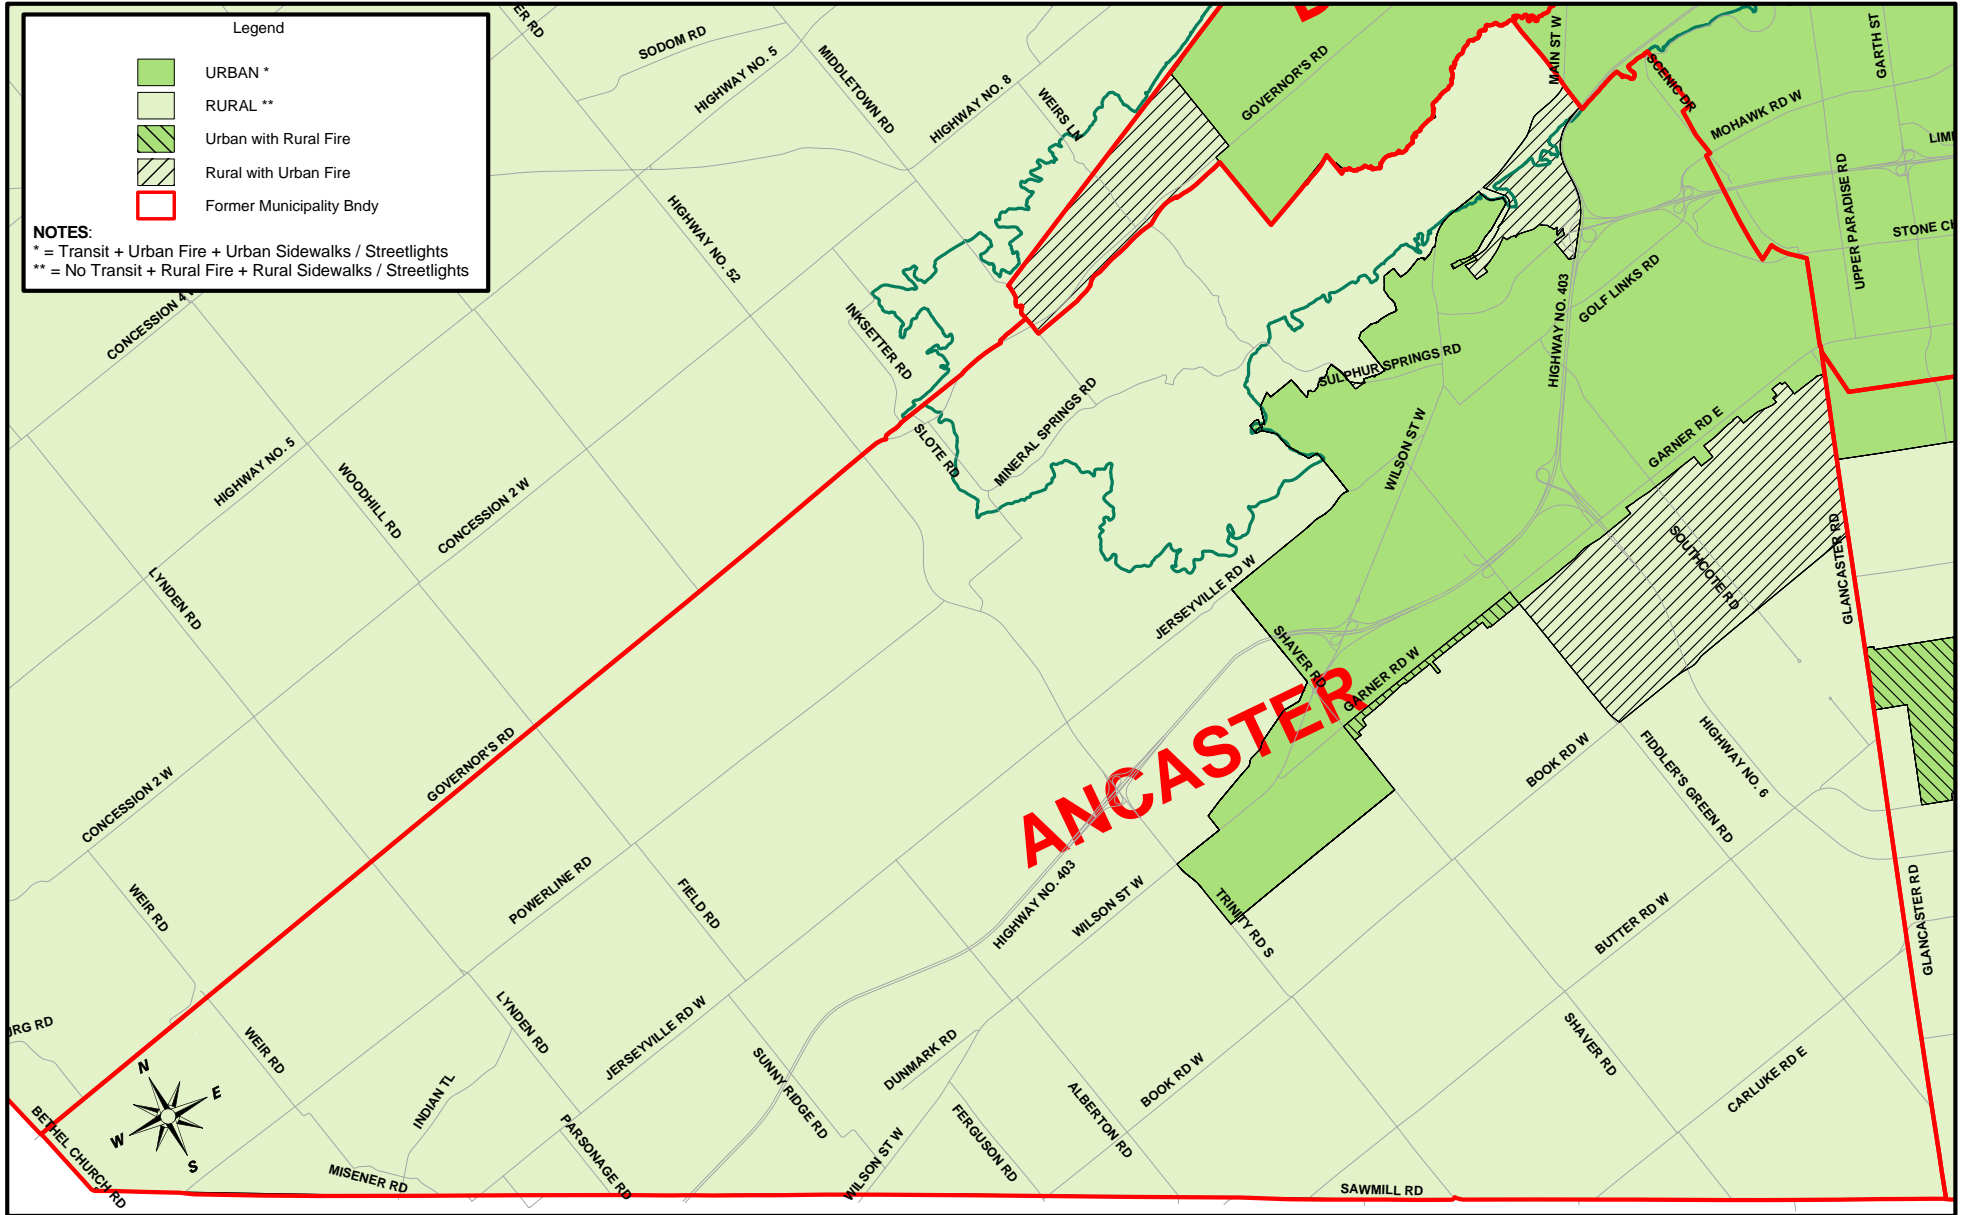 Legend
URBAN *
RURAL **
Urban with Rural Fire
Rural with Urban Fire
Former Municipality Bndy
NOTES:
* = Transit + Urban Fire + Urban Sidewalks / Streetlights
** = No Transit + Rural Fire + Rural Sidewalks / Streetlights
ER RD
SODOM RD
HIGHWAY NO. 5
MIDDLETOWN RD
HIGHWAY NO. 8
WEIRS LN
GOVERNOR'S RD
MAIN ST W
SCENIC DR
GARTH ST
MOHAWK RD W
UPPER PARADISE RD
STONE
HIGHWAY NO. 52
CONCESSION 4
INKSETTER RD
SULPHUR SPRINGS RD
HIGHWAY NO. 403
GOLF LINKS RD
MINERAL SPRINGS RD
SLOTE RD
WILSON ST W
GARNER RD E
HIGHWAY NO. 5
WOODHILL RD
CONCESSION 2 W
LYNDEN RD
JERSEYVILLE RD W
SOUTHCOTE RD
GLANCASTER RD
SHAVER RD
GARNER RD W
ANCASTER
GOVERNOR'S RD
CONCESSION 2 W
BOOK RD W
FIDDLER'S GREEN RD
HIGHWAY NO. 6
WEIR RD
POWERLINE RD
FIELD RD
HIGHWAY NO. 403
WILSON ST W
TRINITY RD S
BUTTER RD W
GLANCASTER RD
URG RD
WEIR RD
LYNDEN RD
JERSEYVILLE RD W
SUNNY RIDGE RD
DUNMARK RD
BOOK RD W
SHAVER RD
CARLUKE RD E
N
E
W
S
BETHEL CHURCH RD
INDIAN TL
MISENER RD
PARSONAGE RD
WILSON ST W
FERGUSON RD
ALBERTON RD
SAWMILL RD